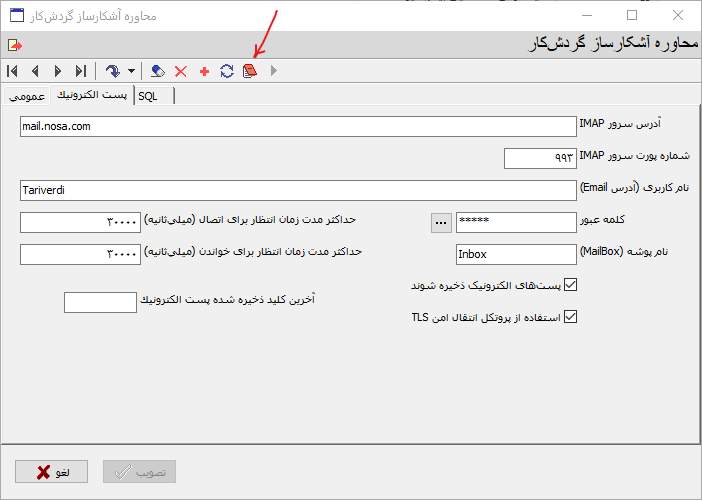 محاوره آشکارساز گردش‌کار
محاوره آشکارساز گردش‌کار
عمومی
پست الکترونیک
SQL
آدرس سرور IMAP
mail.nosa.com
شماره پورت سرور IMAP
۹۹۳
نام کاربری (آدرس Email)
Tariverdi
کلمه عبور
*****
...
حداکثر مدت زمان انتظار برای اتصال (میلی‌ثانیه)
۳۰۰۰۰
نام پوشه (MailBox)
Inbox
حداکثر مدت زمان انتظار برای خواندن (میلی‌ثانیه)
۳۰۰۰۰
پست‌های الکترونیک ذخیره شوند
آخرین کلید ذخیره شده پست الکترونیک
استفاده از پروتکل انتقال امن TLS
لغو
تصویب